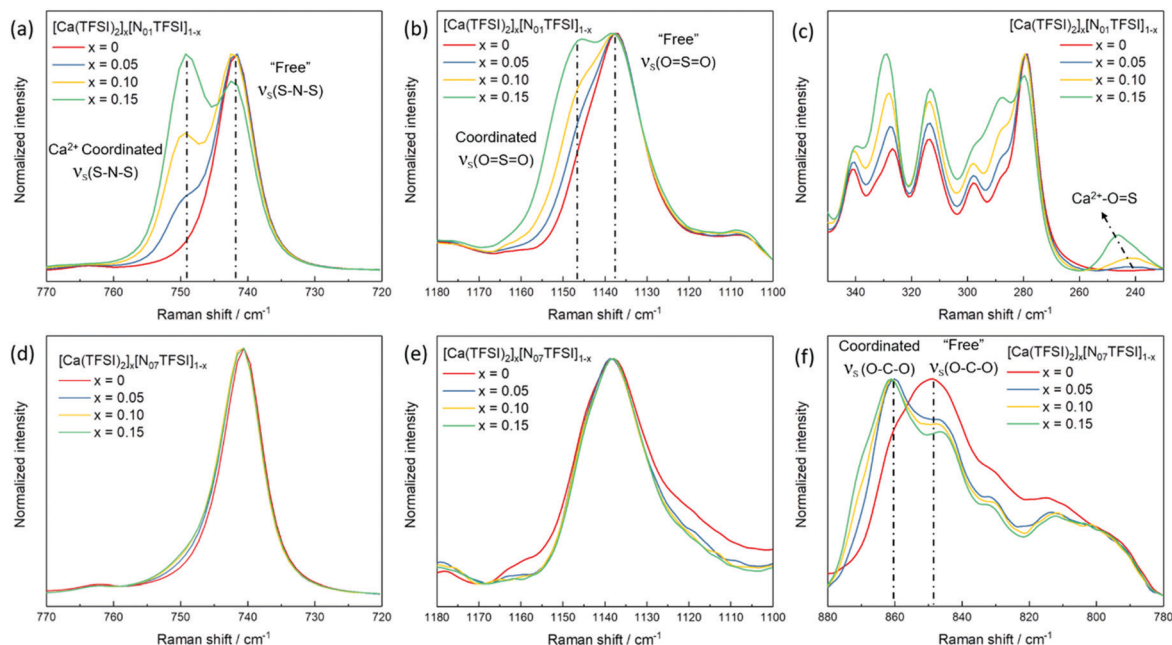 (a)
[Ca(TFSI)₂]ₓ[N₀₁TFSI]₁₋ₓ
x = 0
x = 0.05
x = 0.10
x = 0.15
"Free"
νₛ(S-N-S)
Ca²⁺ Coordinated
νₛ(S-N-S)
Normalized intensity
770
760
750
740
730
720
Raman shift / cm⁻¹
(b)
[Ca(TFSI)₂]ₓ[N₀₁TFSI]₁₋ₓ
x = 0
x = 0.05
x = 0.10
x = 0.15
"Free"
νₛ(O=S=O)
Coordinated
νₛ(O=S=O)
Normalized intensity
1180
1170
1160
1150
1140
1130
1120
1110
1100
Raman shift / cm⁻¹
(c)
[Ca(TFSI)₂]ₓ[N₀₁TFSI]₁₋ₓ
x = 0
x = 0.05
x = 0.10
x = 0.15
Ca²⁺-O=S
Normalized intensity
340
320
300
280
260
240
Raman shift / cm⁻¹
(d)
[Ca(TFSI)₂]ₓ[N₀₇TFSI]₁₋ₓ
x = 0
x = 0.05
x = 0.10
x = 0.15
Normalized intensity
770
760
750
740
730
720
Raman shift / cm⁻¹
(e)
[Ca(TFSI)₂]ₓ[N₀₇TFSI]₁₋ₓ
x = 0
x = 0.05
x = 0.10
x = 0.15
Normalized intensity
1180
1170
1160
1150
1140
1130
1120
1110
1100
Raman shift / cm⁻¹
(f)
Coordinated
νₛ(O-C-O)
"Free"
νₛ(O-C-O)
[Ca(TFSI)₂]ₓ[N₀₇TFSI]₁₋ₓ
x = 0
x = 0.05
x = 0.10
x = 0.15
Normalized intensity
880
860
840
820
800
780
Raman shift / cm⁻¹